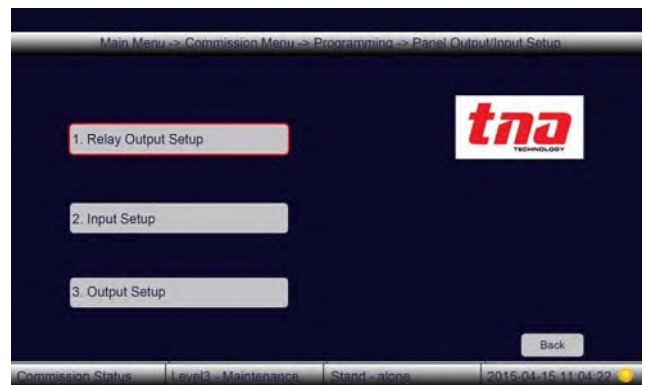 Main Menu -> Commission Menu -> Programming -> Panel Output/Input Setup
tna
TECHNOLOGY
1. Relay Output Setup
2. Input Setup
3. Output Setup
Back
Commission Status Level3 - Maintenance Stand - alone 2015-04-15 11:04:22